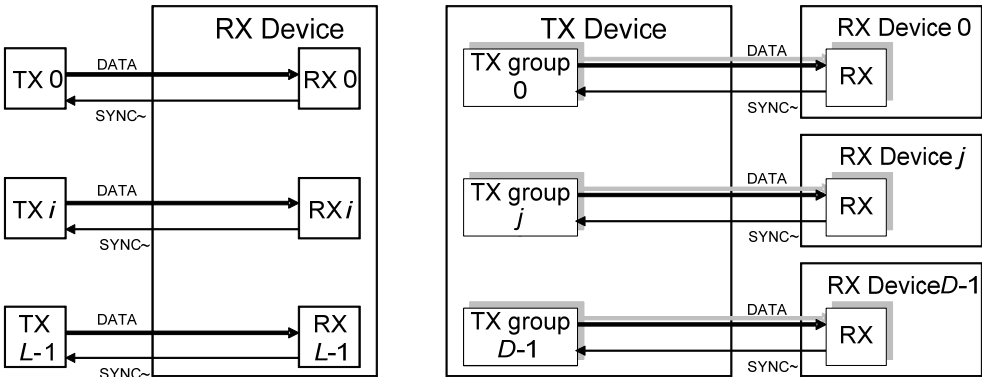 RX Device
TX 0
DATA
SYNC~
RX 0
TX i
DATA
SYNC~
RX i
TX
L-1
DATA
SYNC~
RX
L-1
TX Device
TX group
0
DATA
SYNC~
RX Device 0
RX
TX group
j
DATA
SYNC~
RX Device j
RX
TX group
D-1
DATA
SYNC~
RX DeviceD-1
RX